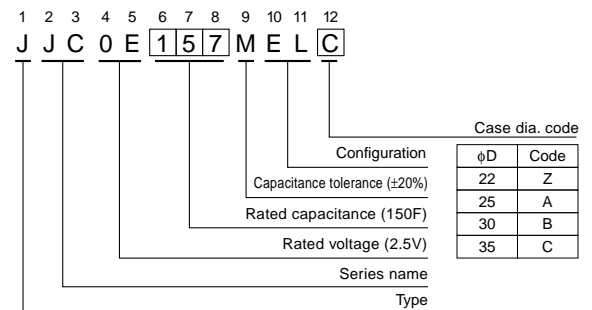 1 2 3 4 5 6 7 8 9 10 11 12
J J C 0 E 1 5 7 M E L C
Case dia. code
Configuration
Capacitance tolerance (±20%)
Rated capacitance (150F)
Rated voltage (2.5V)
Series name
Type
ϕD Code
22 Z
25 A
30 B
35 C